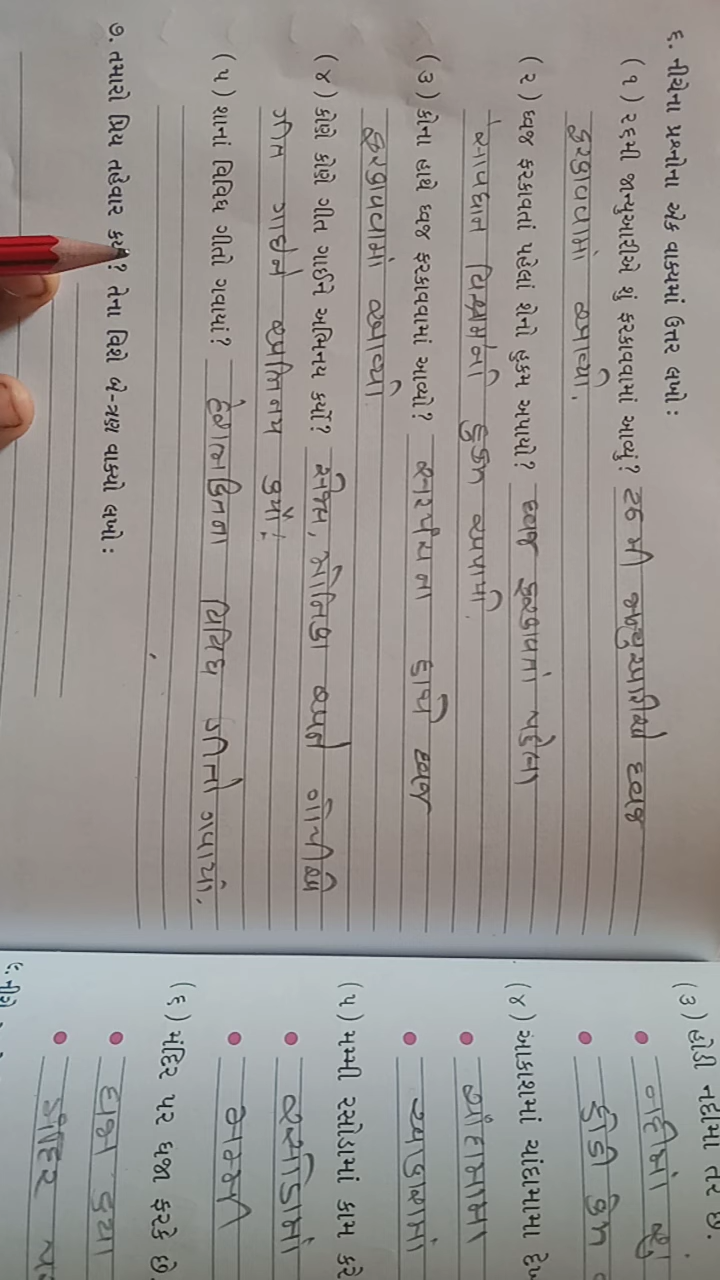 ૬. નીચેના પ્રશ્નોના એક વાક્યમાં ઉત્તર લખો :
(૧) ૨૬મી જાન્યુઆરીએ શું ફરકાવવામાં આવ્યું? ૨૬ મી જાન્યુઆરીએ ધ્વજ
ફરકાવવામાં આવ્યો.
(૨) ધ્વજ ફરકાવતાં પહેલાં શેનો હુકમ અપાયો? ધ્વજ ફરકાવતાં પહેલા
સાવધાન વિશ્રામનો હુકમ અપાયો.
(૩) કોના હાથે ધ્વજ ફરકાવવામાં આવ્યો? સરપંચના હાથે ધ્વજ
ફરકાવવામાં આવ્યો
(૪) કોણે કોણે ગીત ગાઈને અભિનય કર્યો? મોનિકા અને ગોપીએ
ગીત ગાઈને અભિનય કર્યો.
(૫) શાનાં વિવિધ ગીતો ગવાયાં? દેશભક્તિના વિવિધ ગીતો ગવાયાં.
૭. તમારો પ્રિય તહેવાર કયો? તેના વિશે બે-ત્રણ વાક્યો લખો :
(૩) હોડી નદીમાં તરે છે.
નદીમાં શું
હોડી કેમ
(૪) આકાશમાં ચાંદામામા
ચાંદામામા
આકાશમાં
(૫) મમ્મી રસોડામાં કામ કરે
રસોડામાં
મમ્મી
(૬) મંદિર પર ધજા ફરકે છે.
ધજા કયા
મંદિર